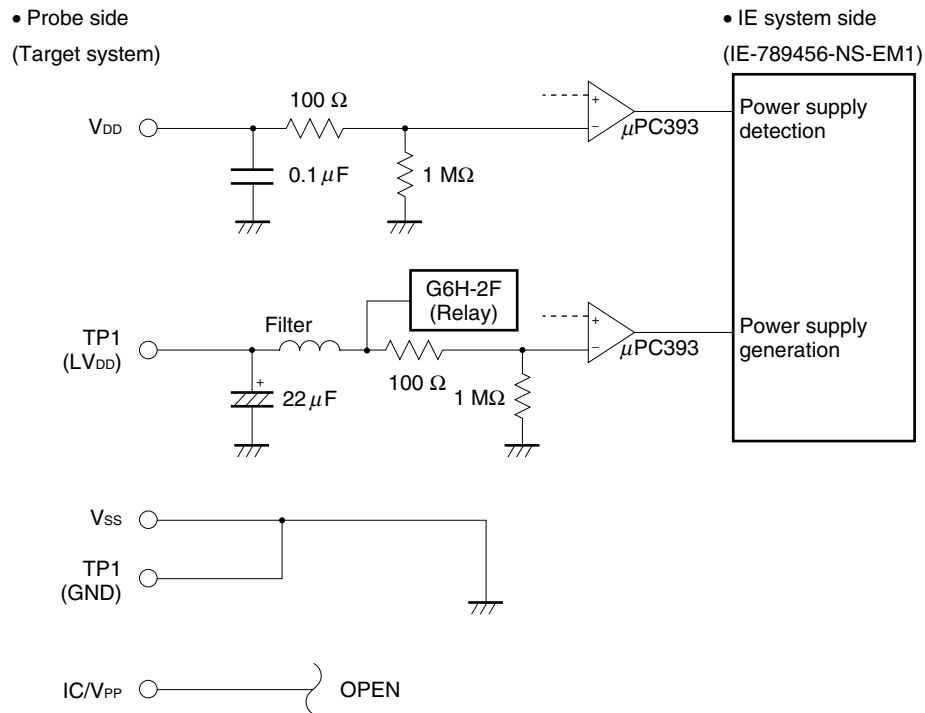 • Probe side
(Target system)
• IE system side
(IE-789456-NS-EM1)
VDD
100 Ω
0.1 μF
1 MΩ
+
−
μPC393
Power supply
detection
TP1
(LVDD)
Filter
+
22 μF
G6H-2F
(Relay)
100 Ω
1 MΩ
+
−
μPC393
Power supply
generation
VSS
TP1
(GND)
IC/VPP
OPEN